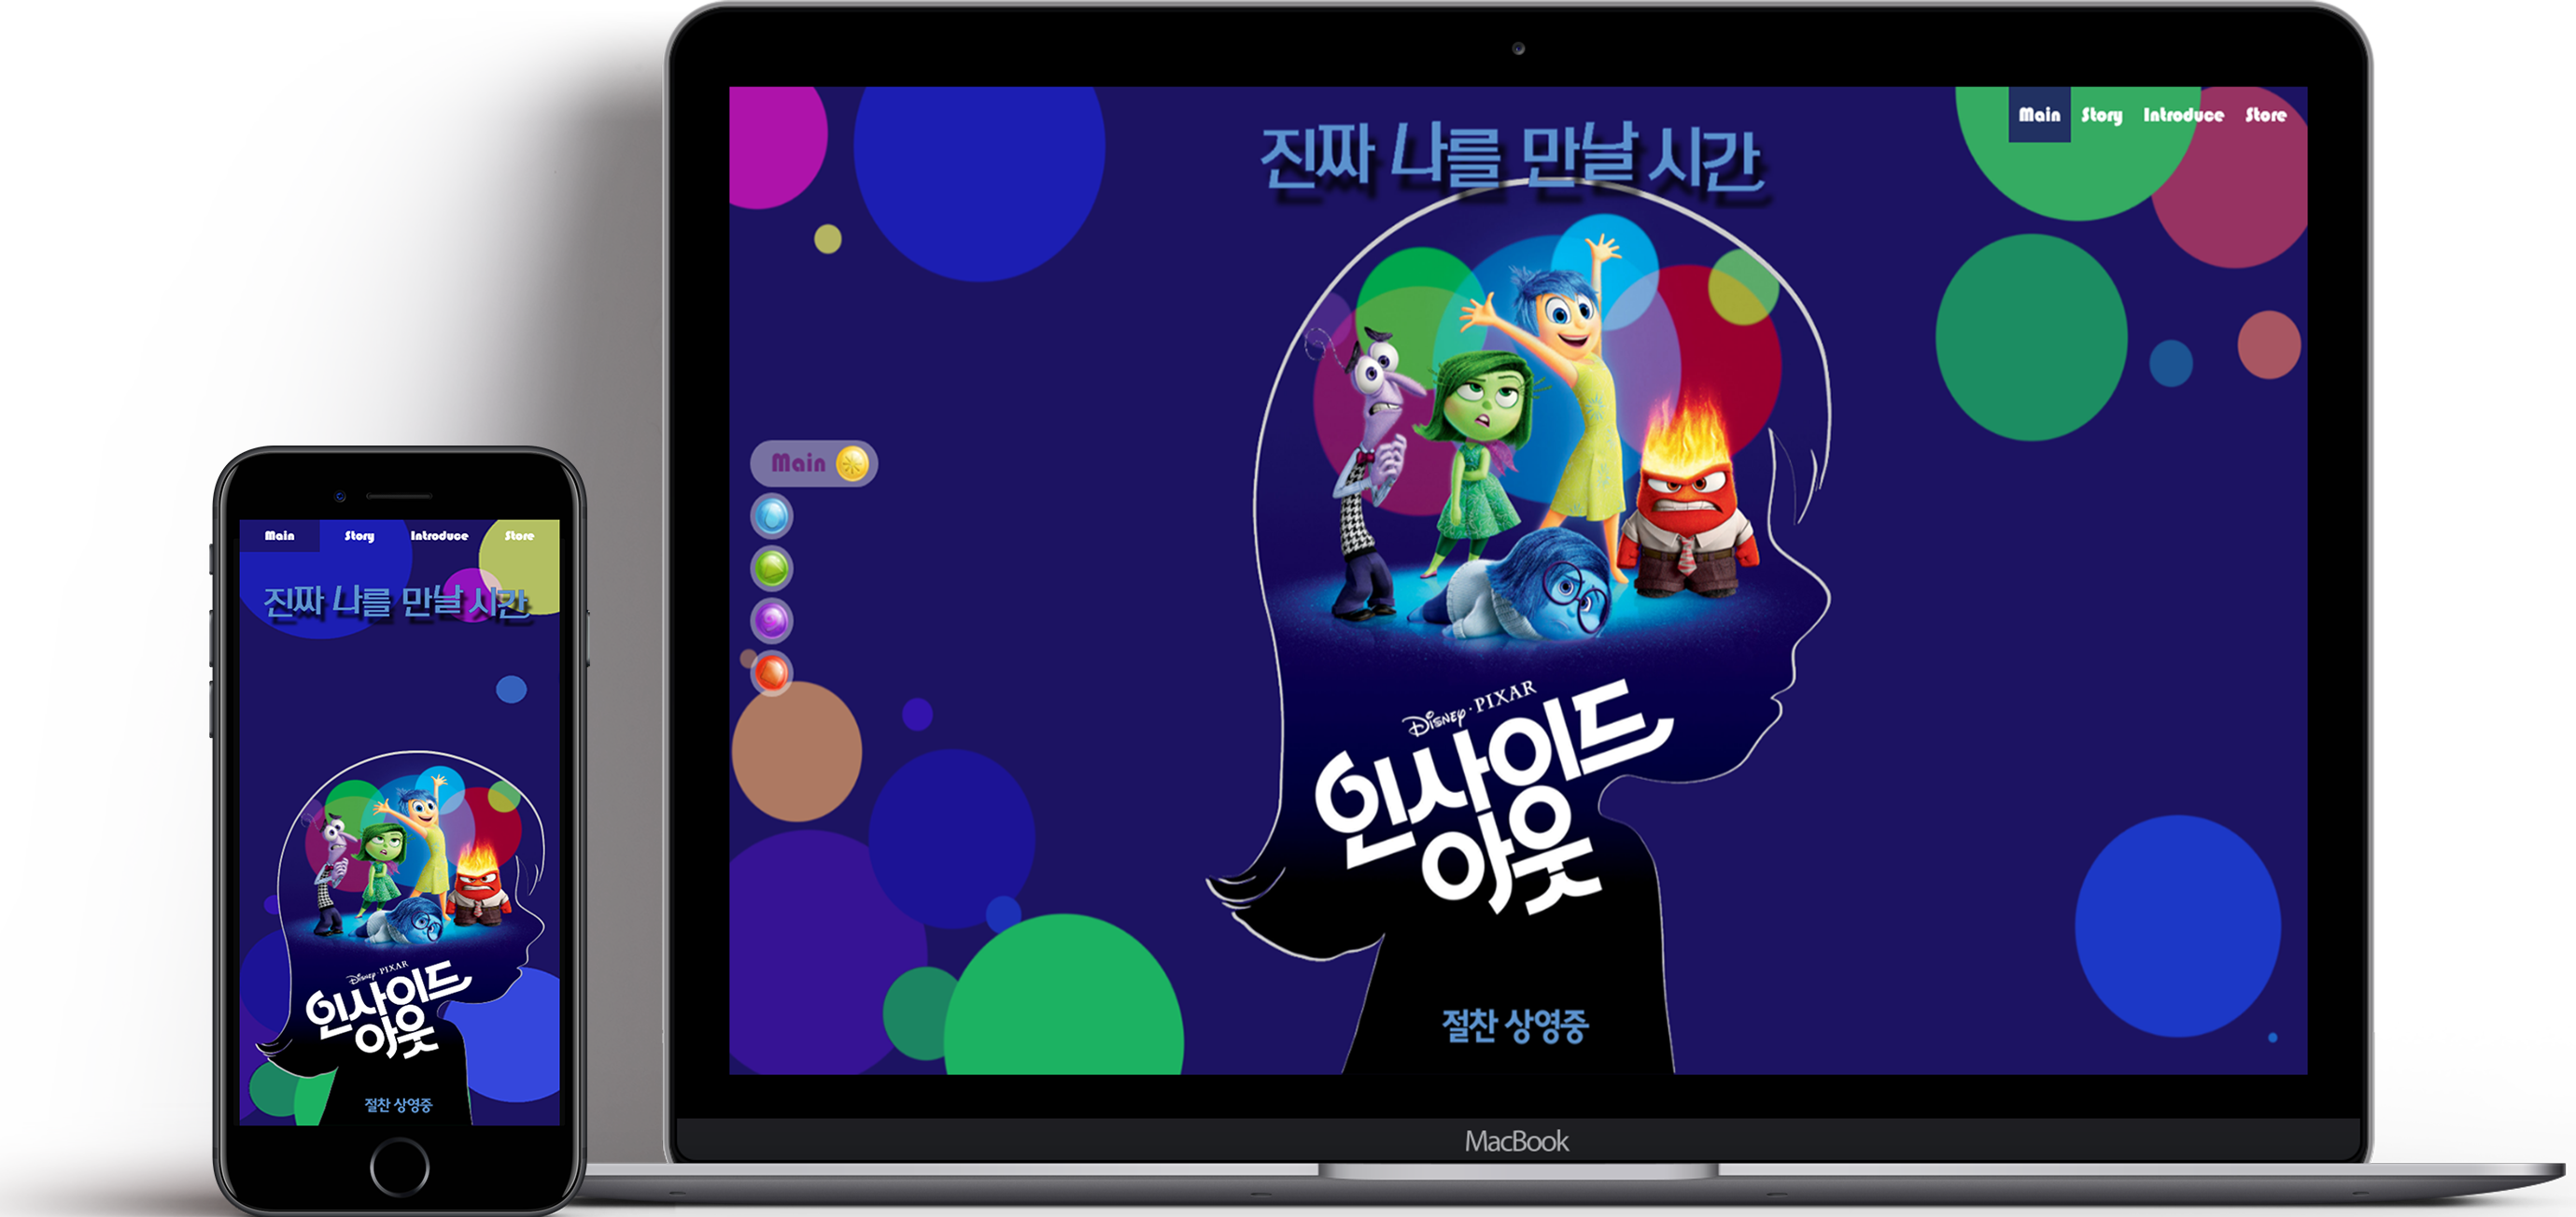 Main Story Introduce Store
진짜 나를 만날 시간
Main
DISNEY·PIXAR
인사이드
아웃
절찬 상영중
MacBook
Main Story Introduce Store
진짜 나를 만날 시간
DISNEY·PIXAR
인사이드
아웃
절찬 상영중